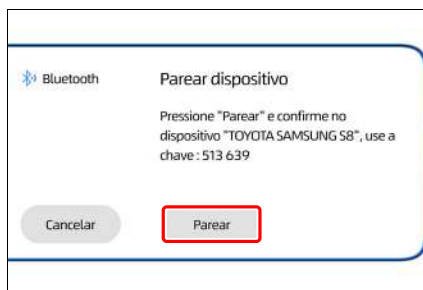 Bluetooth
Parear dispositivo
Pressione "Parear" e confirme no
dispositivo "TOYOTA SAMSUNG S8", use a
chave : 513 639
Cancelar
Parear